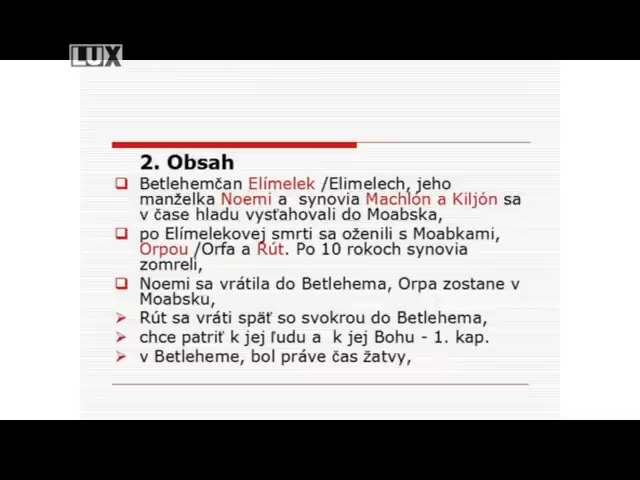 LUX
2. Obsah
Betlehemčan Elímelek /Elimelech, jeho
manželka Noemi a synovia Machlón a Kiljón sa
v čase hladu vysťahovali do Moabska,
po Elímelekovej smrti sa oženili s Moabkami,
Orpou /Orfa a Rút. Po 10 rokoch synovia
zomreli,
Noemi sa vrátila do Betlehema, Orpa zostane v
Moabsku,
Rút sa vráti späť so svokrou do Betlehema,
chce patriť k jej ľudu a k jej Bohu - 1. kap.
v Betleheme, bol práve čas žatvy,